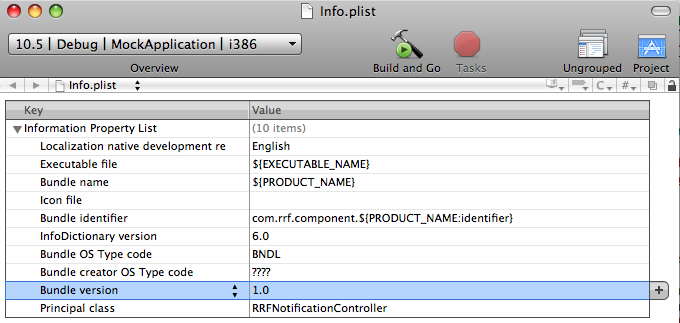 Info.plist
10.5 | Debug | MockApplication | i386
Overview
Build and Go
Tasks
Ungrouped
Project
Info.plist
C
#
Key Value
Information Property List (10 items)
Localization native development re English
Executable file ${EXECUTABLE_NAME}
Bundle name ${PRODUCT_NAME}
Icon file
Bundle identifier com.rrf.component.${PRODUCT_NAME:identifier}
InfoDictionary version 6.0
Bundle OS Type code BNDL
Bundle creator OS Type code ????
Bundle version 1.0
Principal class RRFNotificationController